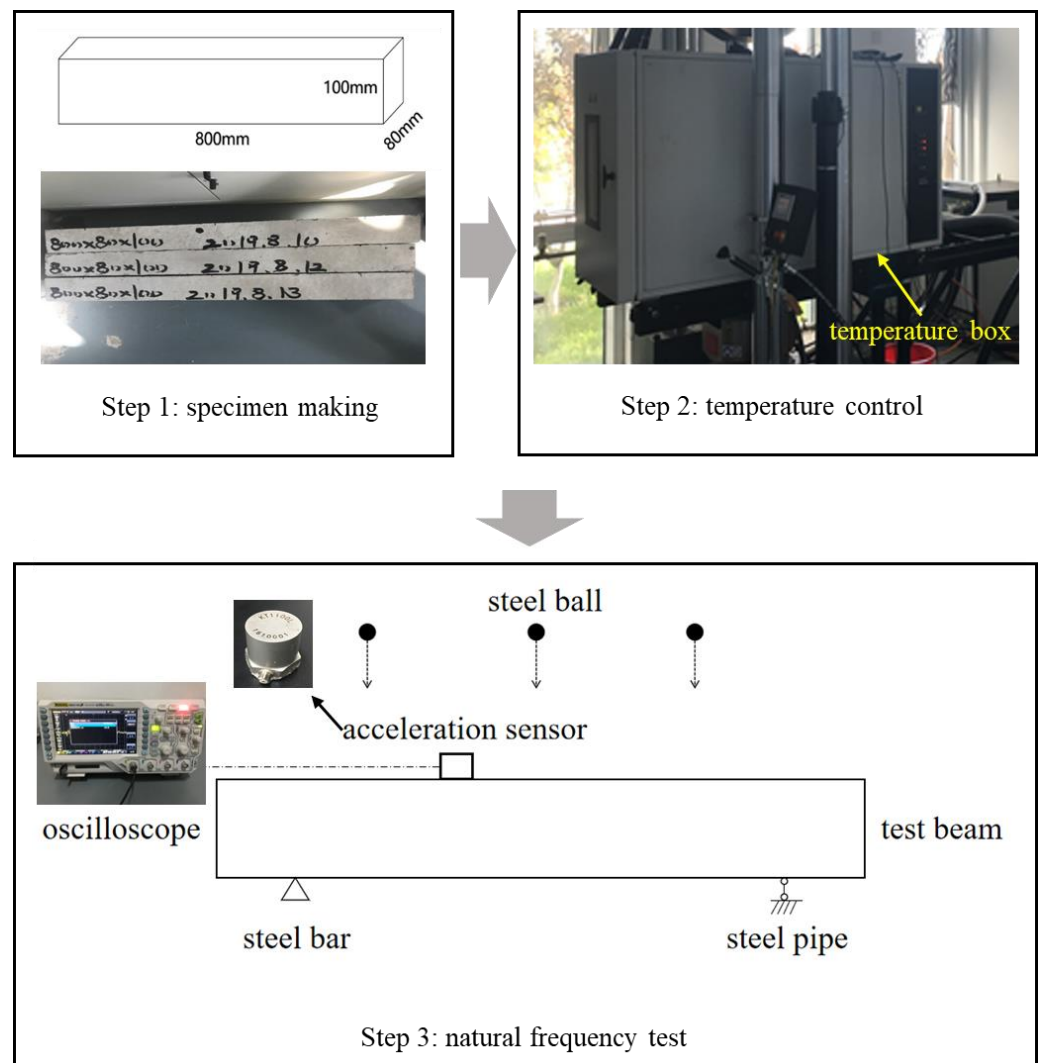 100mm
800mm
80mm
800x80x100 2019.8.10
800x80x100 2019.8.12
800x80x100 2019.8.13
Step 1: specimen making
temperature box
Step 2: temperature control
steel ball
acceleration sensor
oscilloscope
test beam
steel bar
steel pipe
Step 3: natural frequency test